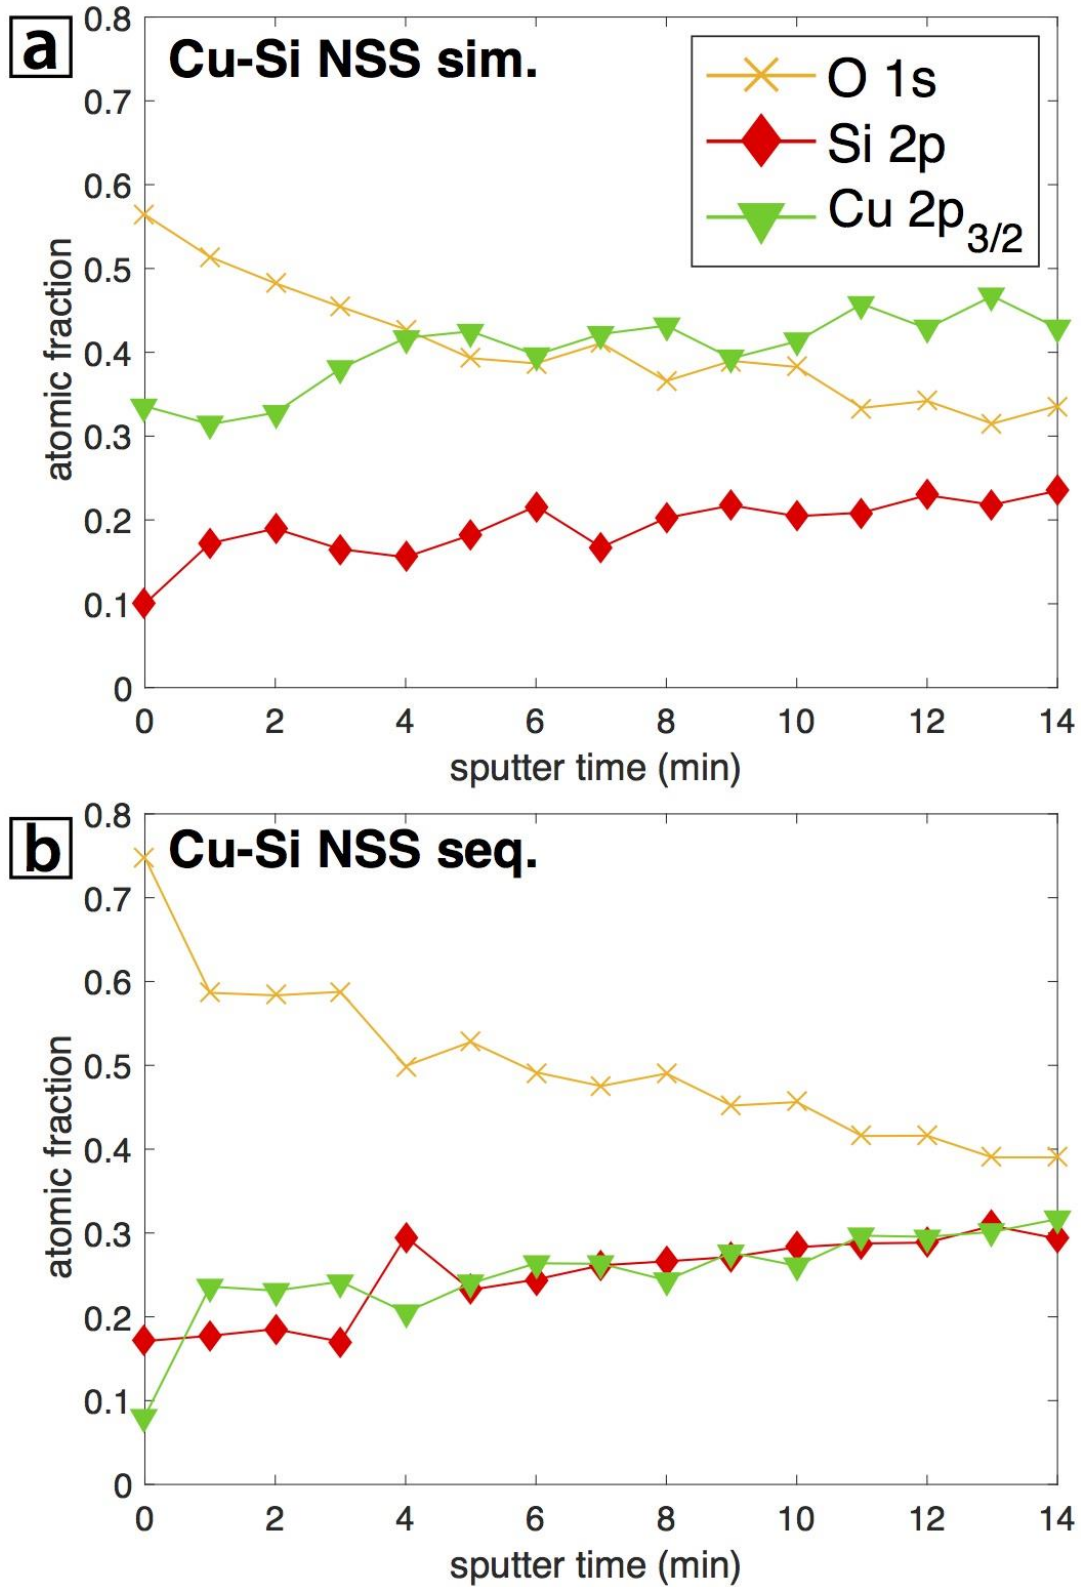 a
Cu-Si NSS sim.
O 1s
Si 2p
Cu 2p3/2
0.8
0.7
0.6
0.5
0.4
0.3
0.2
0.1
0
atomic fraction
0 2 4 6 8 10 12 14
sputter time (min)
b
Cu-Si NSS seq.
0.8
0.7
0.6
0.5
0.4
0.3
0.2
0.1
0
atomic fraction
0 2 4 6 8 10 12 14
sputter time (min)